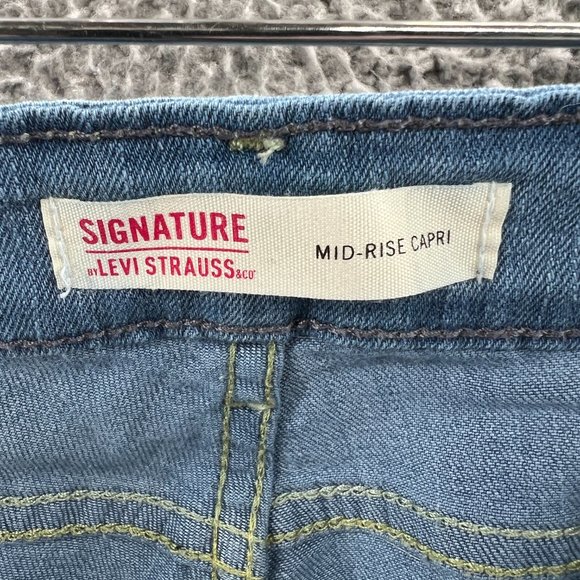 SIGNATURE
BY LEVI STRAUSS &CO
MID-RISE CAPRI